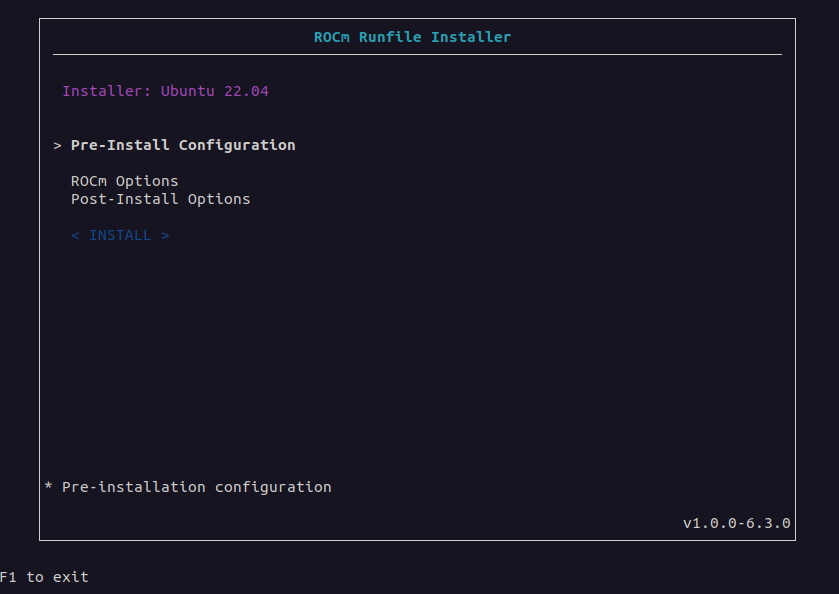 ROCm Runfile Installer
Installer: Ubuntu 22.04
> Pre-Install Configuration
ROCm Options
Post-Install Options
< INSTALL >
* Pre-installation configuration
v1.0.0-6.3.0
F1 to exit